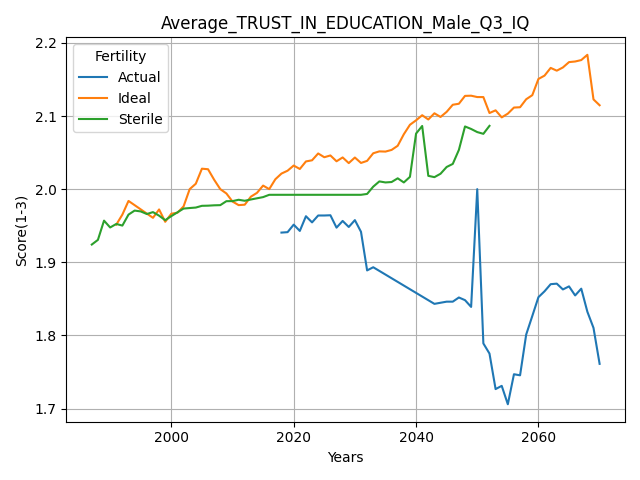 Average_TRUST_IN_EDUCATION_Male_Q3_IQ
Fertility
Actual
Ideal
Sterile
Score(1-3)
2.2
2.1
2.0
1.9
1.8
1.7
2000
2020
2040
2060
Years